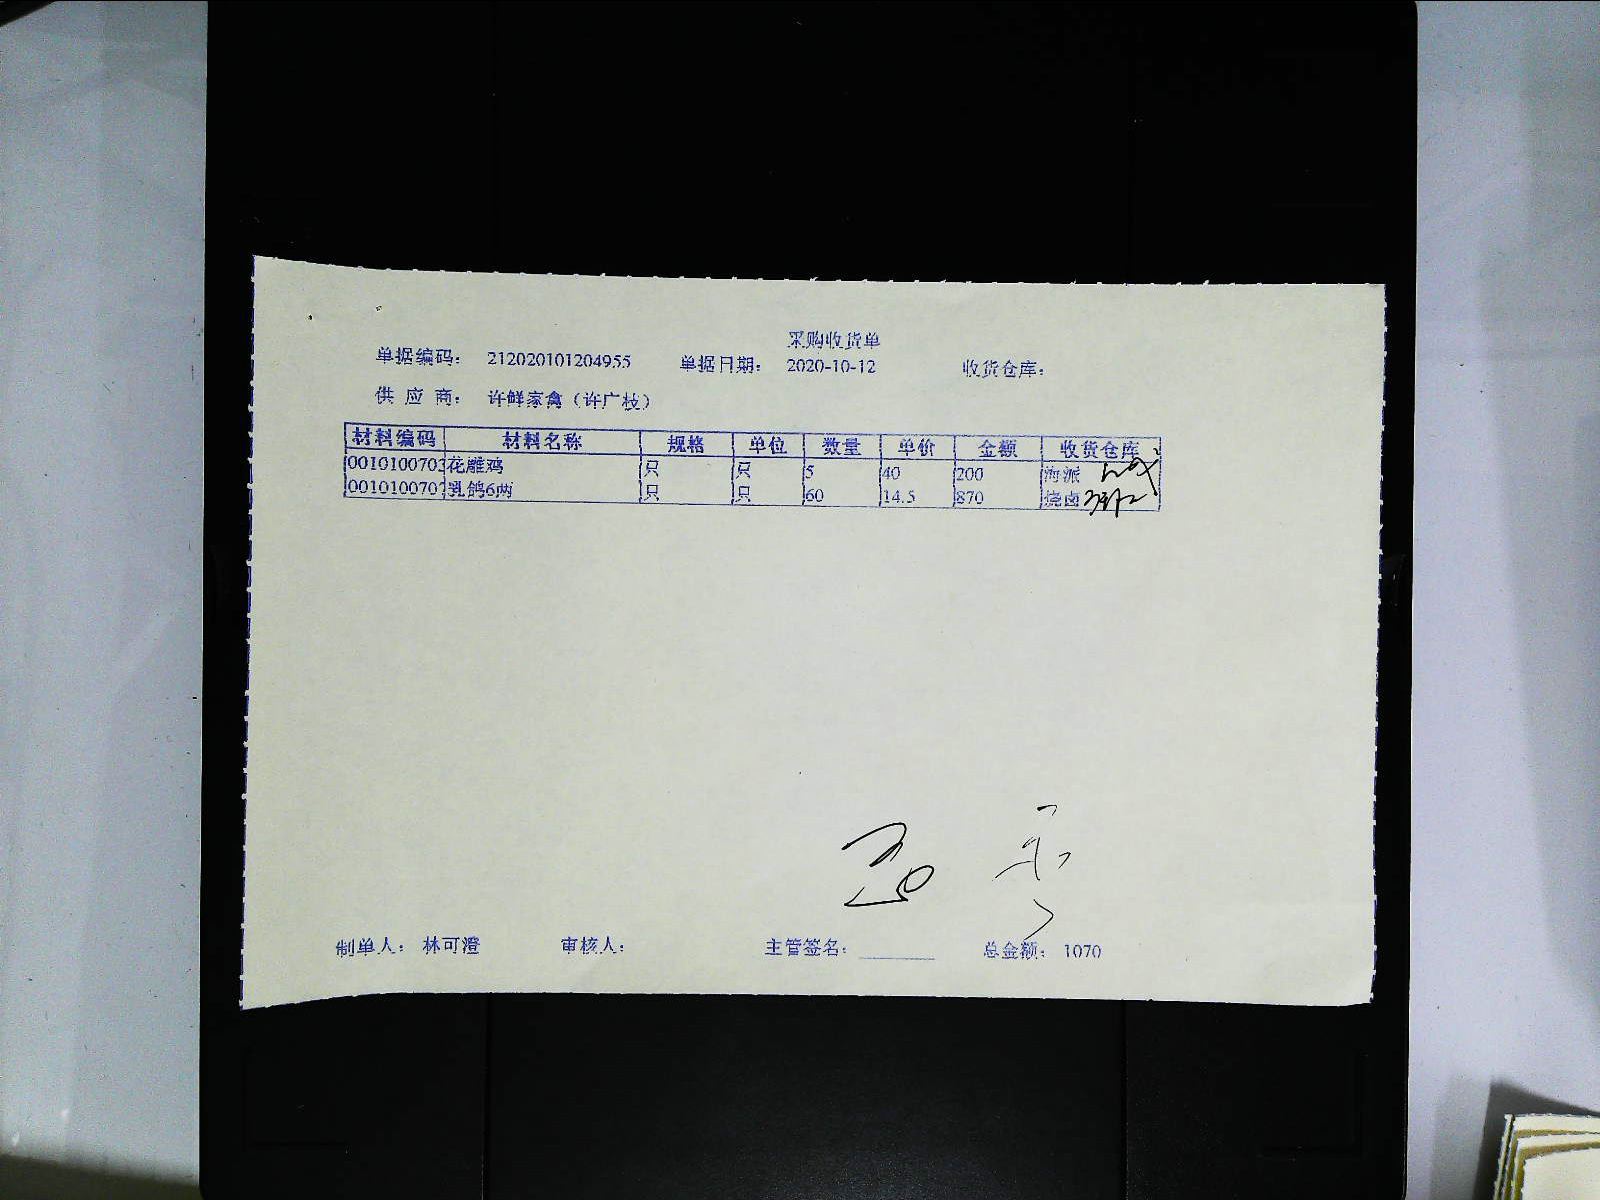 采购收货单
单据编码： 212020101204955 单据日期： 2020-10-12 收货仓库：
供 应 商： 许鲜家禽（许广枝）
材料编码 材料名称 规格 单位 数量 单价 金额 收货仓库
0010100703 花雕鸡 只 只 5 40 200 海派
001010070 乳鸽6两 只 只 60 14.5 870 烧卤
制单人： 林可澄 审核人： 主管签名： 总金额： 1070